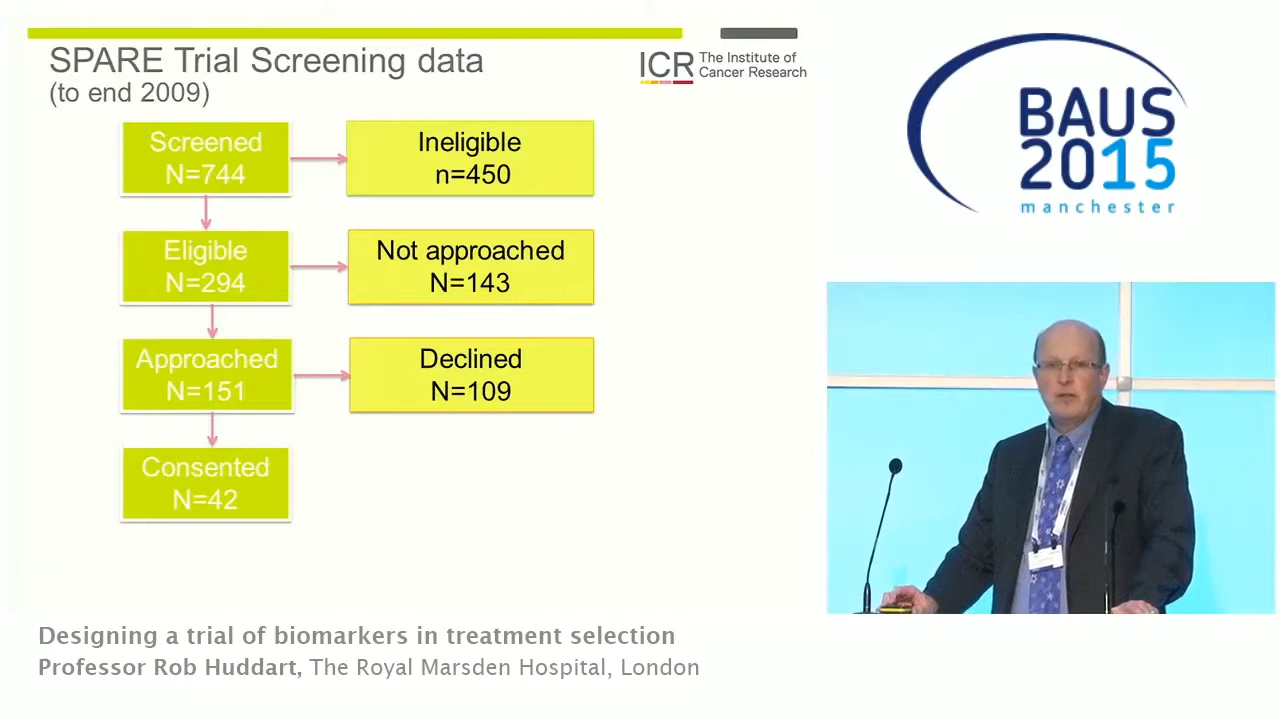 SPARE Trial Screening data
(to end 2009)
ICR The Institute of
Cancer Research
Screened
N=744
Ineligible
n=450
Eligible
N=294
Not approached
N=143
Approached
N=151
Declined
N=109
Consented
N=42
BAUS
2015
manchester
Designing a trial of biomarkers in treatment selection
Professor Rob Huddart, The Royal Marsden Hospital, London